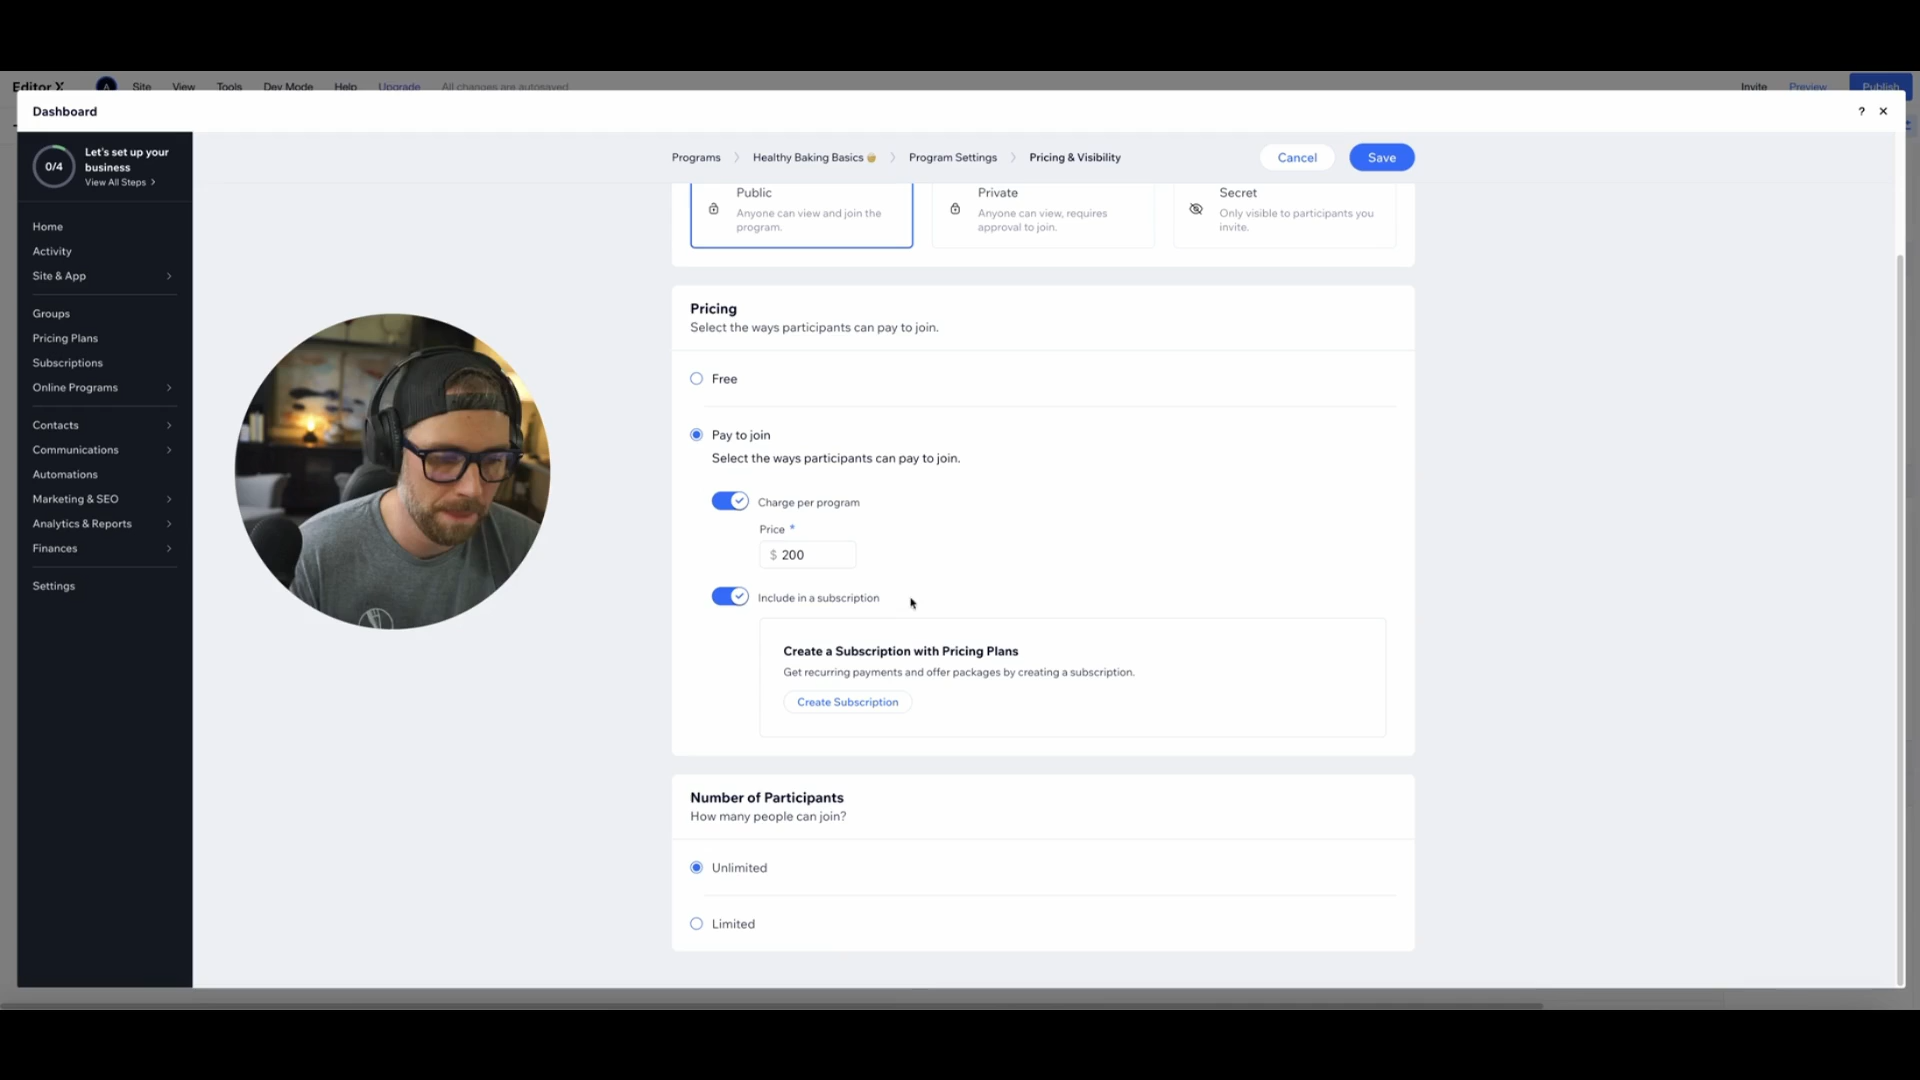 Editor X
Site
View
Tools
Dev Mode
Help
Upgrade
All changes are autosaved
Invite
Preview
Publish
Dashboard
?
0/4
Let's set up your
business
View All Steps
Home
Activity
Site & App
Groups
Pricing Plans
Subscriptions
Online Programs
Contacts
Communications
Automations
Marketing & SEO
Analytics & Reports
Finances
Settings
Programs
Healthy Baking Basics
Program Settings
Pricing & Visibility
Cancel
Save
Public
Anyone can view and join the
program.
Private
Anyone can view, requires
approval to join.
Secret
Only visible to participants you
invite.
Pricing
Select the ways participants can pay to join.
Free
Pay to join
Select the ways participants can pay to join.
Charge per program
Price *
$ 200
Include in a subscription
Create a Subscription with Pricing Plans
Get recurring payments and offer packages by creating a subscription.
Create Subscription
Number of Participants
How many people can join?
Unlimited
Limited